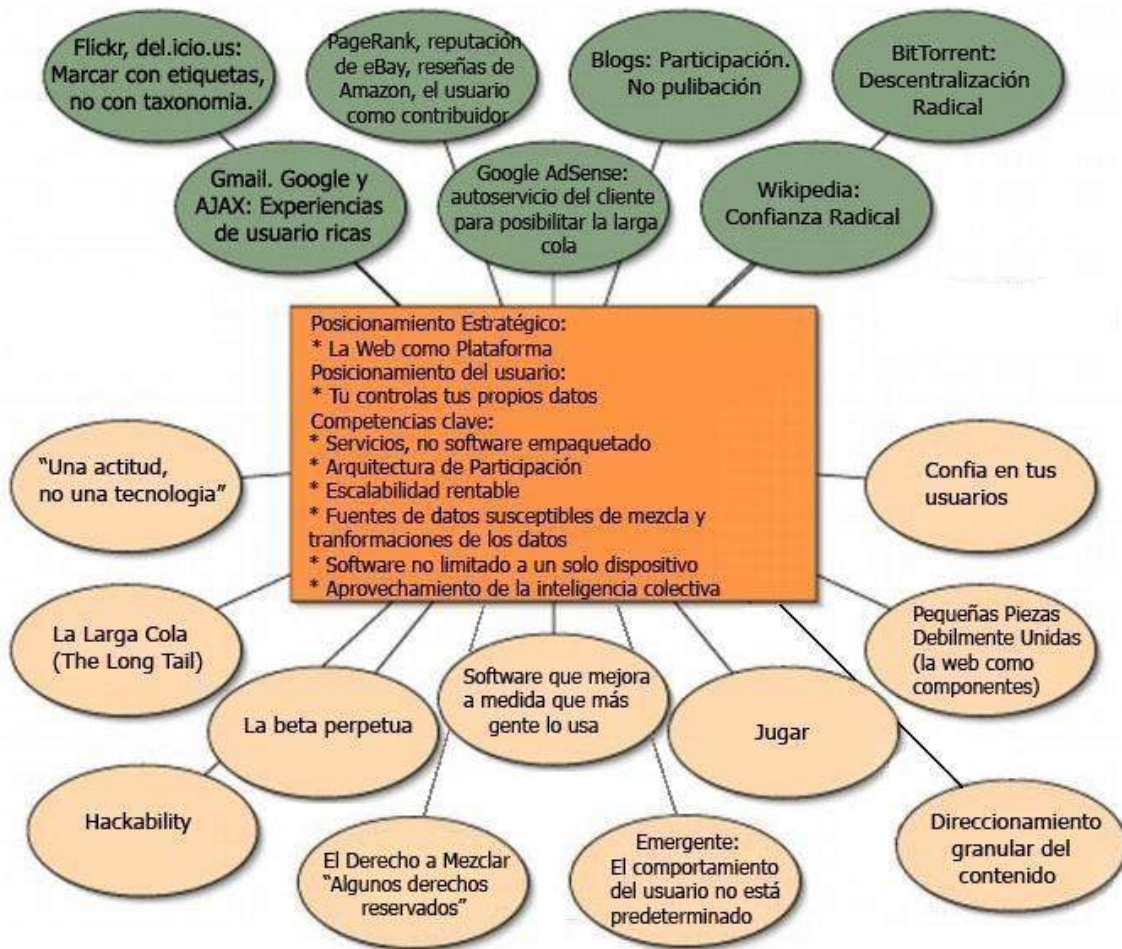 Flickr, del.icio.us:
Marcar con etiquetas,
no con taxonomia.
PageRank, reputación
de eBay, reseñas de
Amazon, el usuario
como contribuidor
Blogs: Participación.
No pulibación
BitTorrent:
Descentralización
Radical
Gmail. Google y
AJAX: Experiencias
de usuario ricas
Google AdSense:
autoservicio del cliente
para posibilitar la larga
cola
Wikipedia:
Confianza Radical
Posicionamiento Estratégico:
* La Web como Plataforma
Posicionamiento del usuario:
* Tu controlas tus propios datos
Competencias clave:
* Servicios, no software empaquetado
* Arquitectura de Participación
* Escalabilidad rentable
* Fuentes de datos susceptibles de mezcla y
tranformaciones de los datos
* Software no limitado a un solo dispositivo
* Aprovechamiento de la inteligencia colectiva
“Una actitud,
no una tecnologia”
Confia en tus
usuarios
La Larga Cola
(The Long Tail)
Pequeñas Piezas
Debilmente Unidas
(la web como
componentes)
La beta perpetua
Software que mejora
a medida que más
gente lo usa
Jugar
Hackability
El Derecho a Mezclar
“Algunos derechos
reservados”
Emergente:
El comportamiento
del usuario no está
predeterminado
Direccionamiento
granular del
contenido